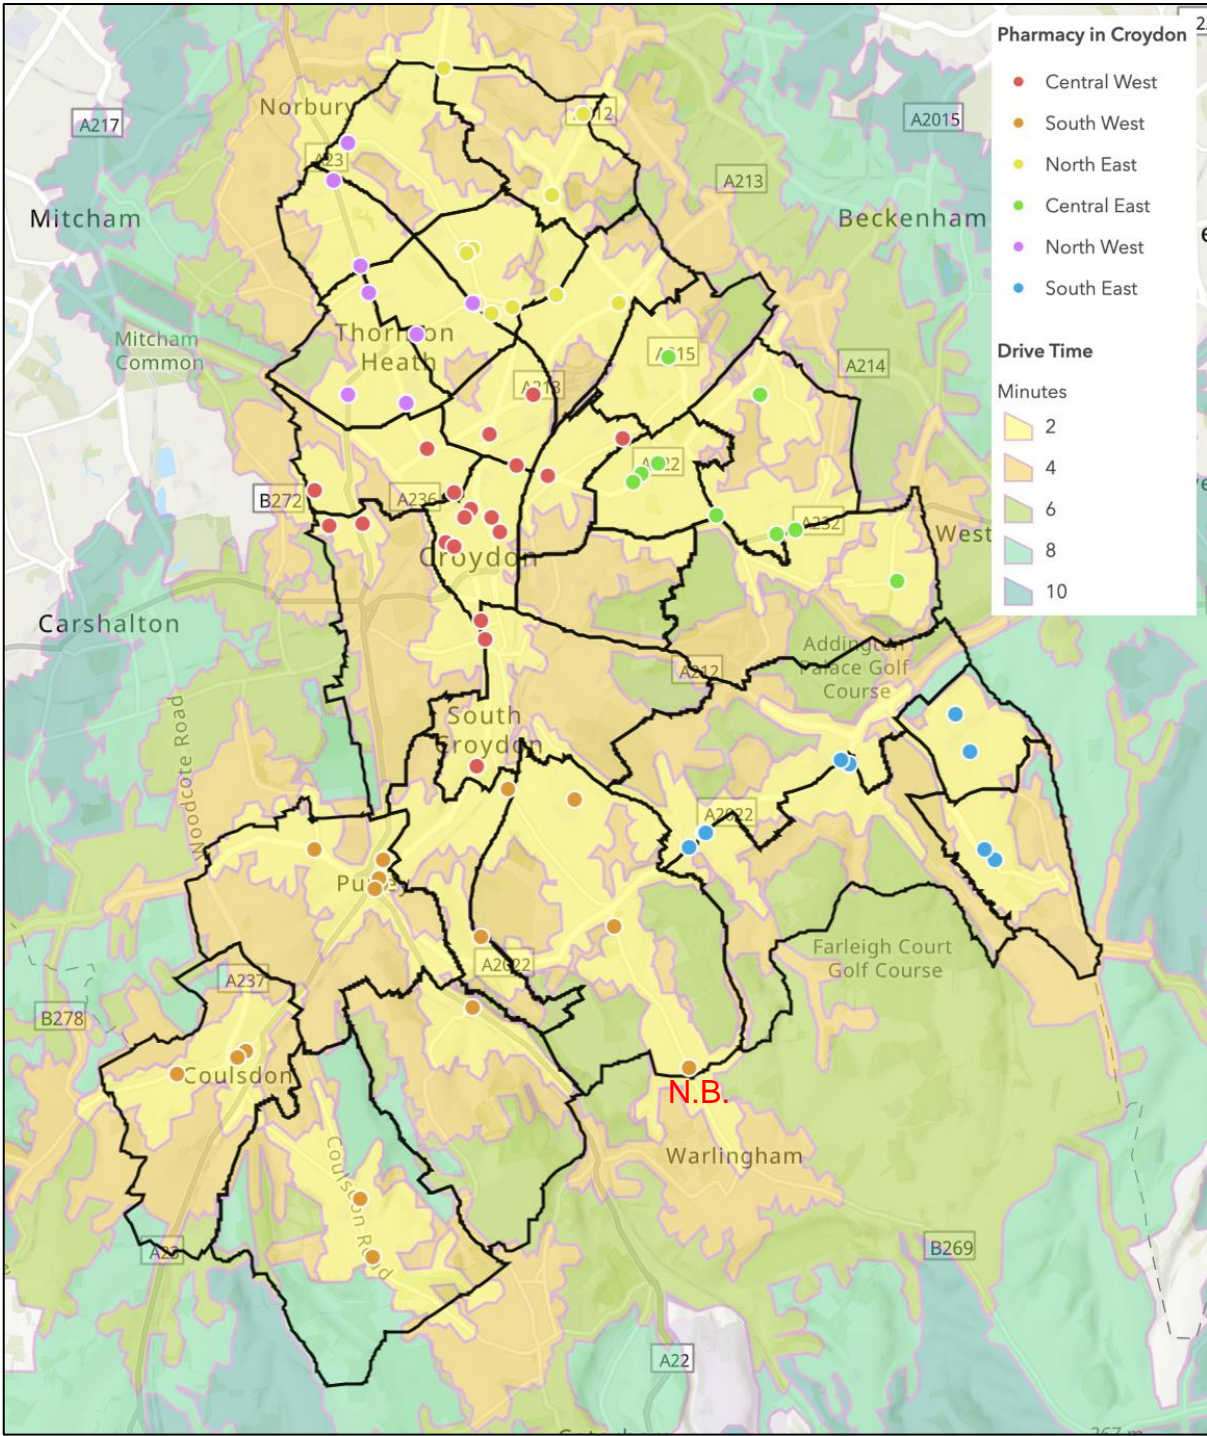 Pharmacy in Croydon
Central West
South West
North East
Central East
North West
South East
Drive Time
Minutes
2
4
6
8
10
Norbury
A217
A23
A2015
A213
Mitcham
Beckenham
Mitcham
Common
Thornton
Heath
A214
B272
A236
A232
West
Croydon
Carshalton
Addington
Palace Golf
Course
A212
South
Croydon
Woodcote Road
A2022
Purley
A2022
Farleigh Court
Golf Course
A237
B278
Coulsdon
N.B.
Warlingham
Coulsdon Road
A23
B269
A22